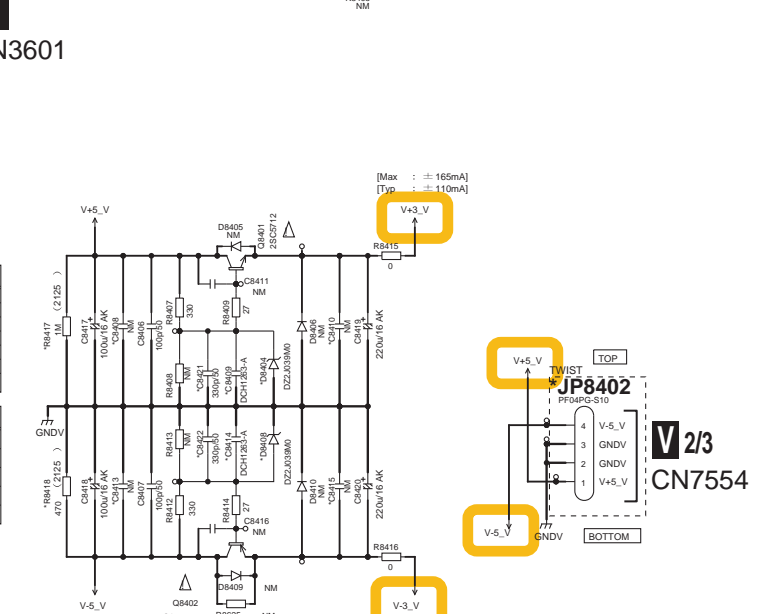 NM
N3601
[Max : ± 165mA]
[Typ : ± 110mA]
V+5_V
V+3_V
D8405
NM
Q8401
2SC5712
R8415
0
C8411
NM
*R8417
1M (2125)
C8417
100u/16 AK
*C8408
NM
C8406
100p/50
R8407
330
R8409
27
R8408
NM
*C8421
330p/50
*C8409
DCH1263-A
*D8404
DZ2J039M0
D8406
NM
*C8410
NM
C8419
220u/16 AK
GNDV
*R8418
470 (2125)
C8418
100u/16 AK
*C8413
NM
C8407
100p/50
R8413
NM
R8412
330
*C8422
330p/50
*C8414
DCH1263-A
R8414
27
*D8408
DZ2J039M0
D8410
NM
*C8415
NM
C8420
220u/16 AK
C8416
NM
R8416
0
D8409
NM
Q8402
V-5_V
V-3_V
V+5_V
TOP
TWIST
*JP8402
PF04PG-S10
4 V-5_V
3 GNDV
2 GNDV
1 V+5_V
V 2/3
CN7554
V-5_V
GNDV
BOTTOM